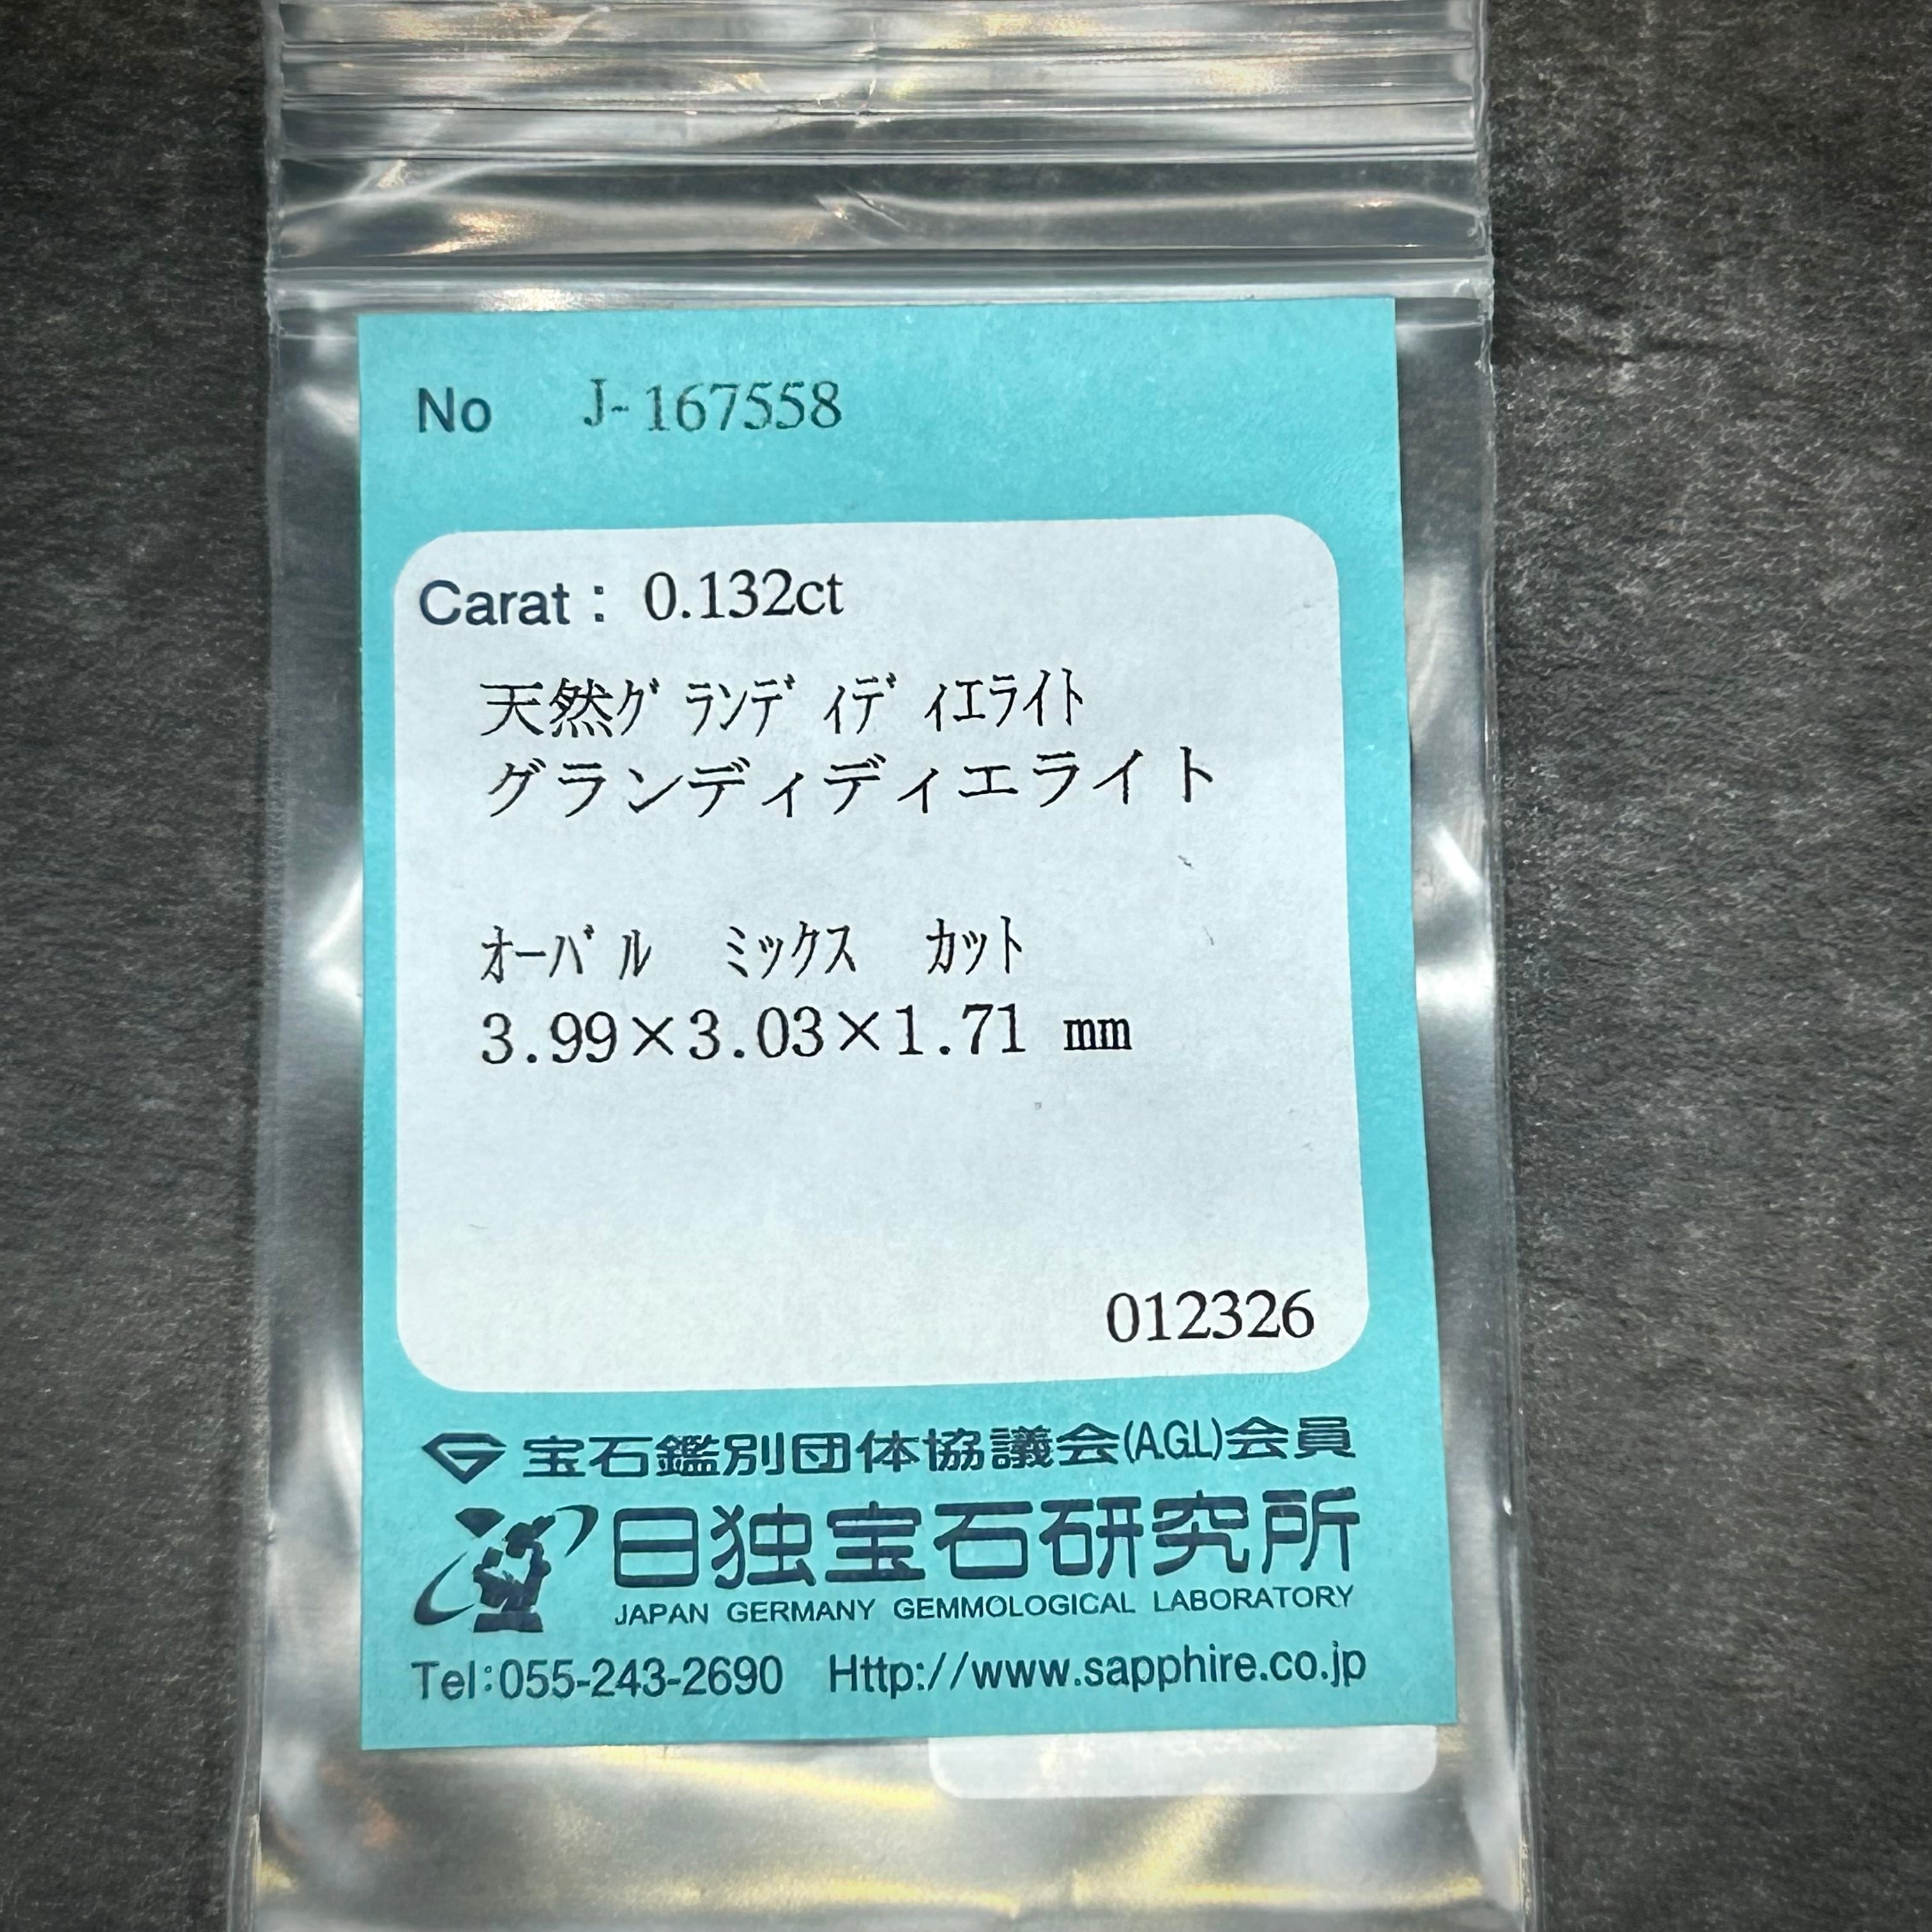 No J-167558
Carat : 0.132ct
天然ｸﾞﾗﾝﾃﾞｨﾃﾞｨｴﾗｲﾄ
グランディディエライト
ｵｰﾊﾞﾙ ﾐｯｸｽ ｶｯﾄ
3.99×3.03×1.71 mm
012326
宝石鑑別団体協議会(A.G.L)会員
日独宝石研究所
JAPAN GERMANY GEMMOLOGICAL LABORATORY
Tel:055-243-2690 Http://www.sapphire.co.jp